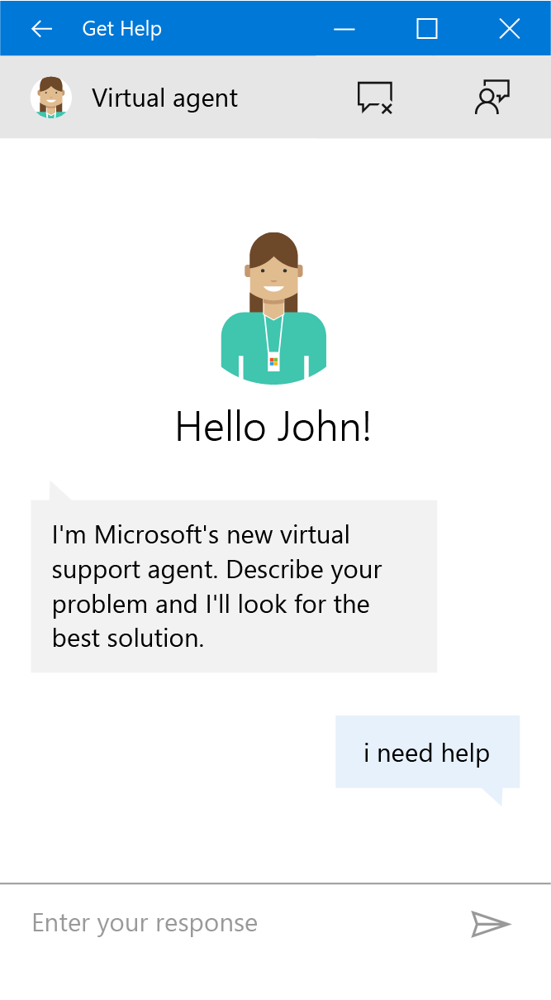 Get Help
Virtual agent
Hello John!
I'm Microsoft's new virtual
support agent. Describe your
problem and I'll look for the
best solution.
i need help
Enter your response